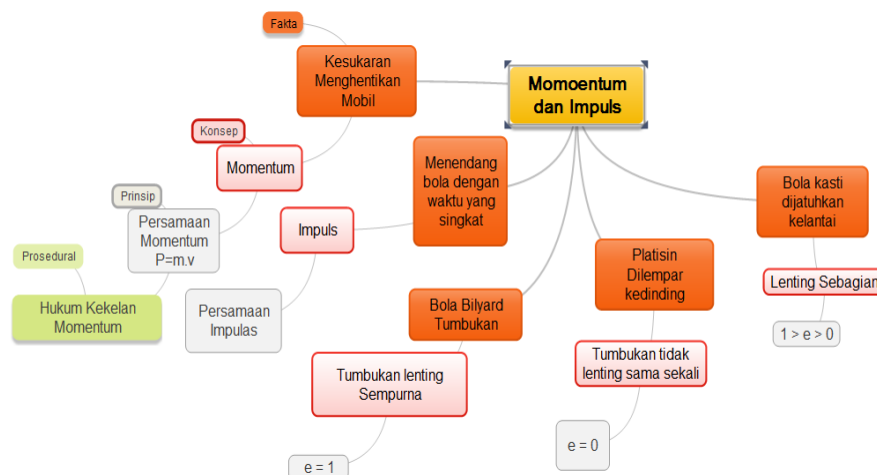 Fakta
Kesukaran
Menghentikan
Mobil
Momoentum
dan Impuls
Konsep
Momentum
Menendang
bola dengan
waktu yang
singkat
Bola kasti
dijatuhkan
kelantai
Prinsip
Persamaan
Momentum
P=m.v
Impuls
Prosedural
Hukum Kekelan
Momentum
Persamaan
Impulas
Bola Bilyard
Tumbukan
Platisin
Dilempar
kedinding
Lenting Sebagian
1 > e > 0
Tumbukan lenting
Sempurna
Tumbukan tidak
lenting sama sekali
e = 1
e = 0